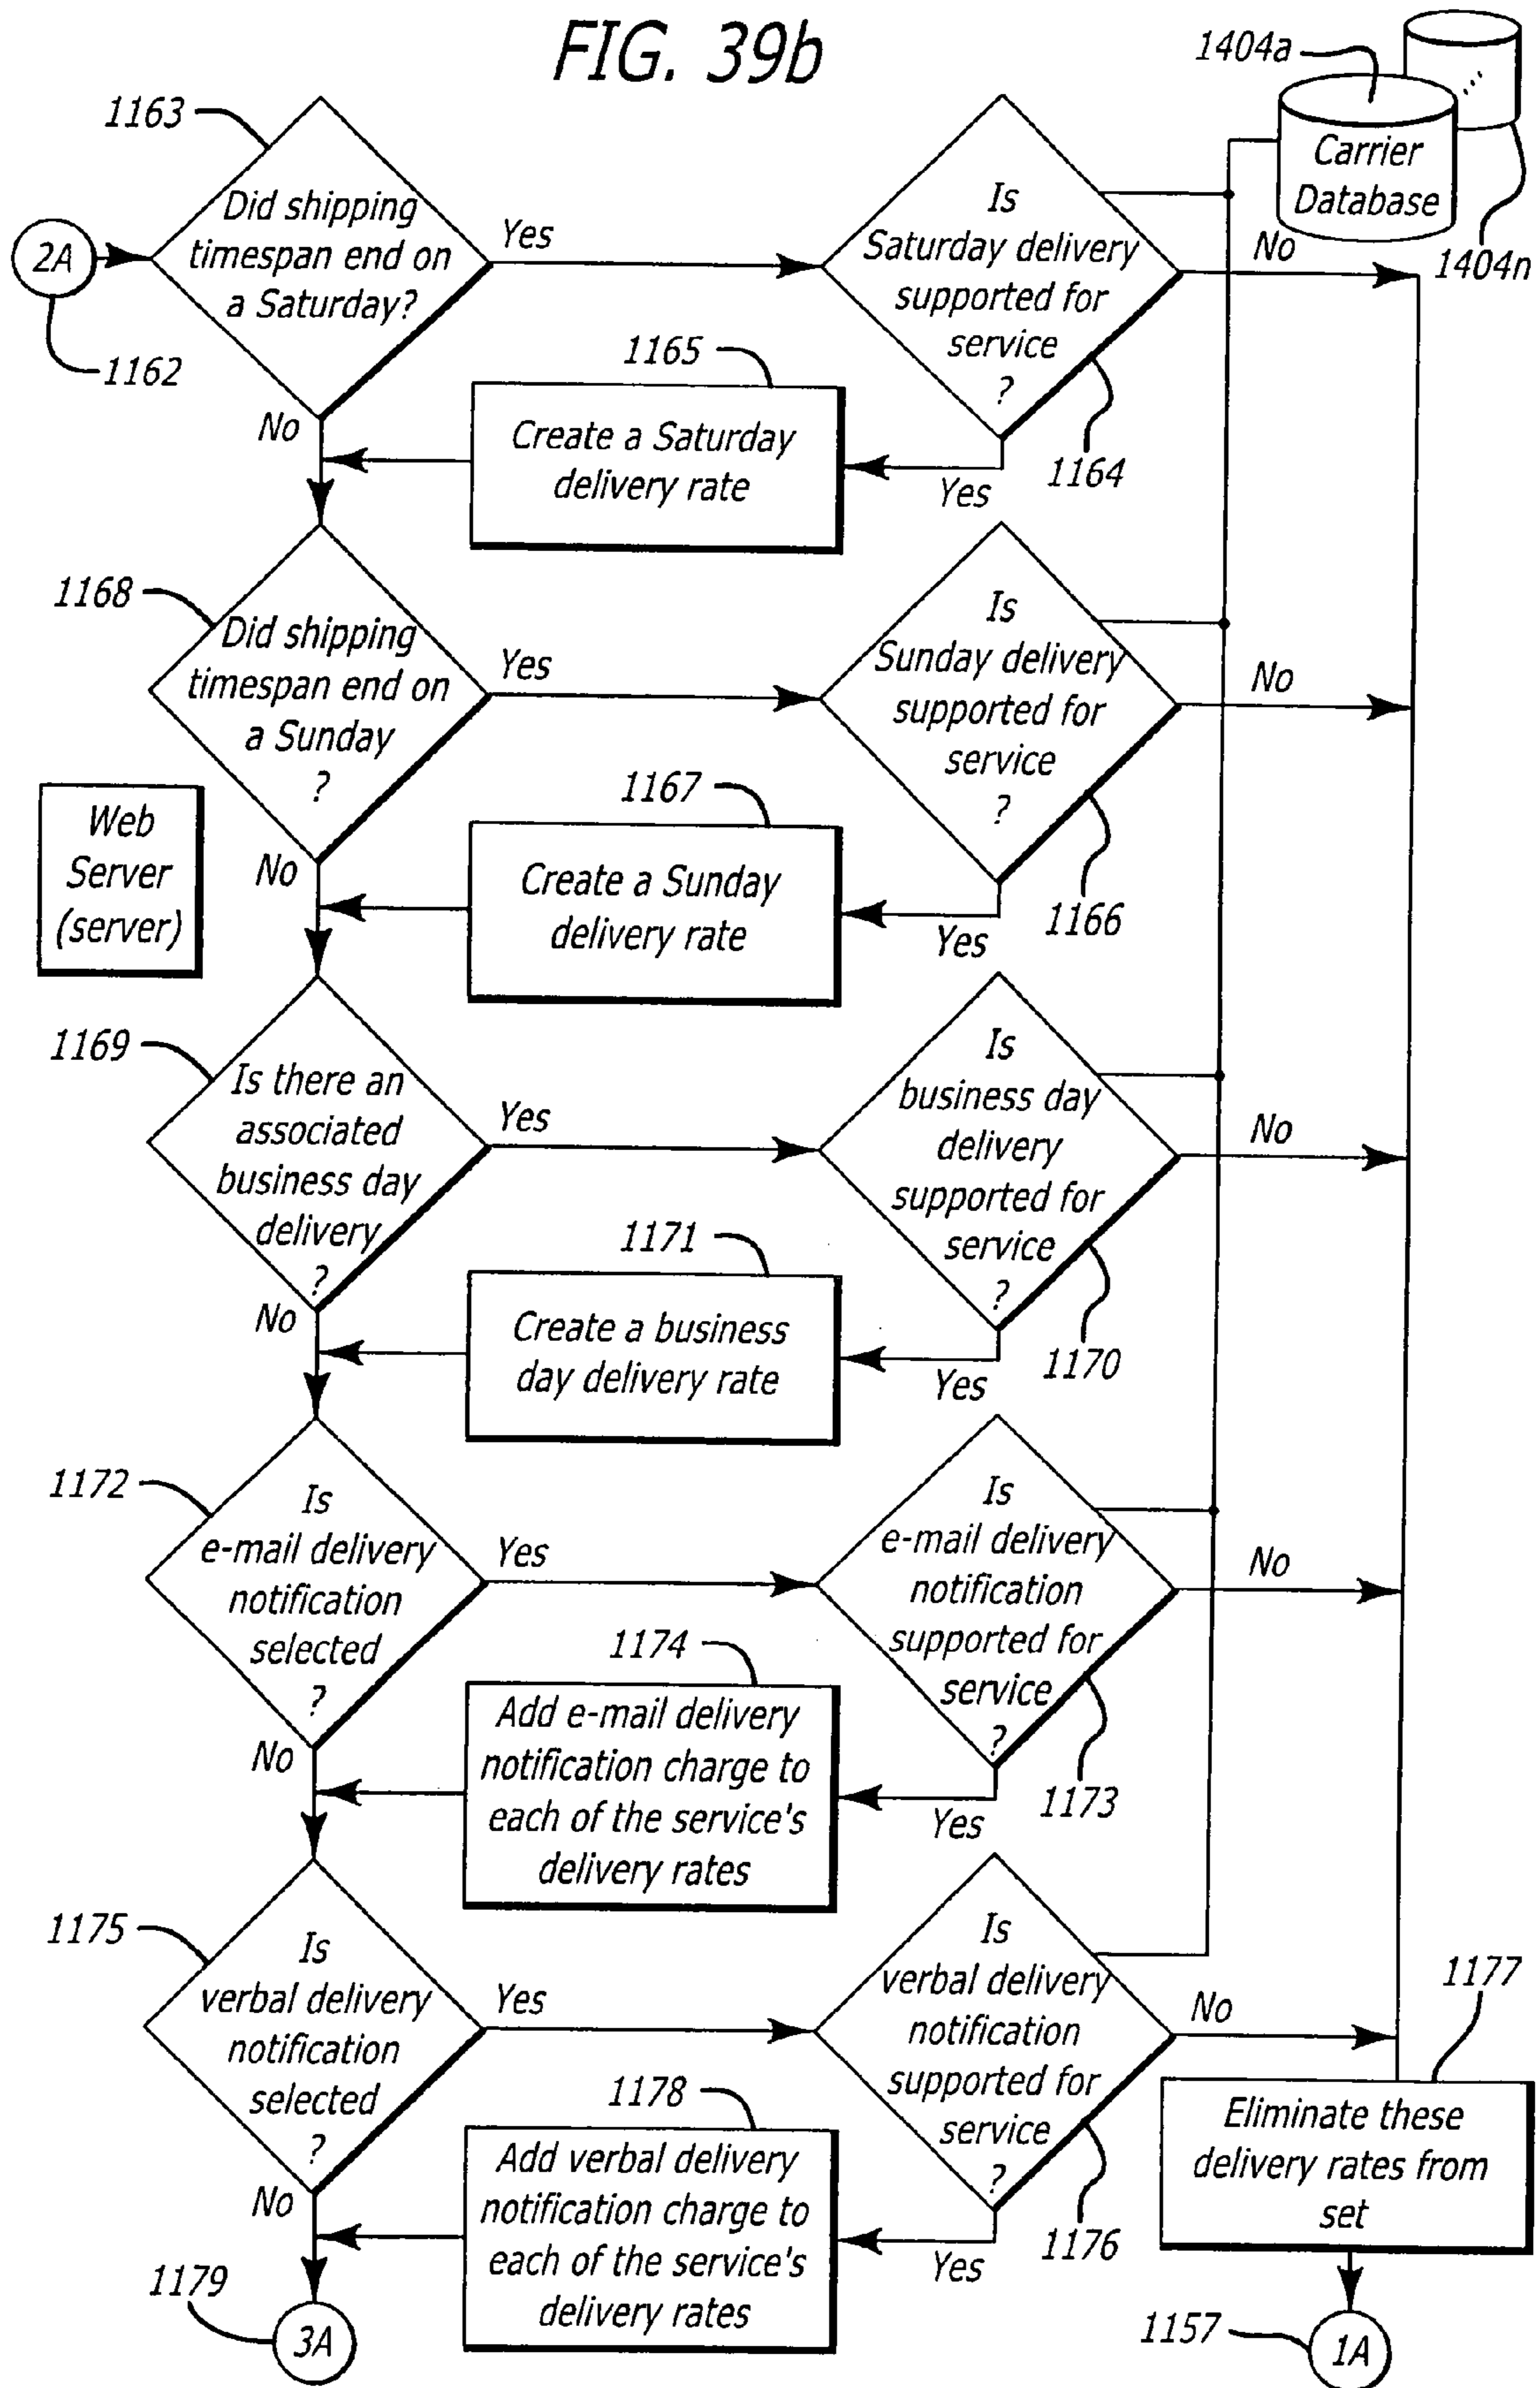 FIG. 39b
1404a
1163
Carrier
Database
Did shipping
timespan end on
a Saturday?
Yes
Is
Saturday delivery
supported for
service
?
No
1404n
2A
1162
1165
Create a Saturday
delivery rate
No
Yes
1164
1168
Did shipping
timespan end on
a Sunday
?
Yes
Is
Sunday delivery
supported for
service
?
No
Web
Server
(server)
1167
Create a Sunday
delivery rate
No
Yes
1166
1169
Is there an
associated
business day
delivery
?
Yes
Is
business day
delivery
supported for
service
?
No
1171
Create a business
day delivery rate
No
Yes
1170
1172
Is
e-mail delivery
notification
selected
?
Yes
Is
e-mail delivery
notification
supported for
service
?
No
1174
Add e-mail delivery
notification charge to
each of the service's
delivery rates
No
Yes
1173
1175
Is
verbal delivery
notification
selected
?
Yes
Is
verbal delivery
notification
supported for
service
?
No
1177
Eliminate these
delivery rates from
set
1178
Add verbal delivery
notification charge to
each of the service's
delivery rates
No
Yes
1176
1179
3A
1157
1A